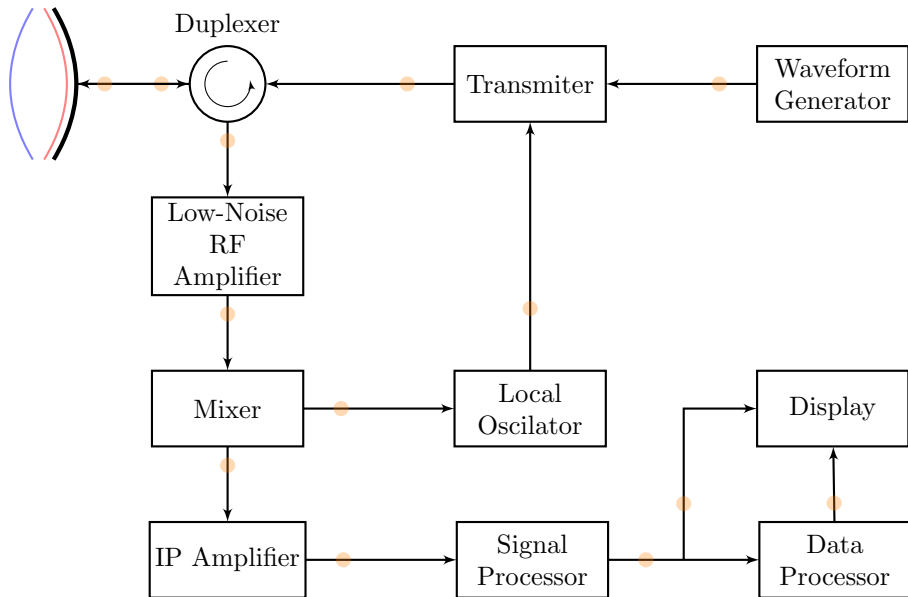 Duplexer
Transmiter
Waveform
Generator
Low-Noise
RF
Amplifier
Mixer
Local
Oscilator
Display
IP Amplifier
Signal
Processor
Data
Processor